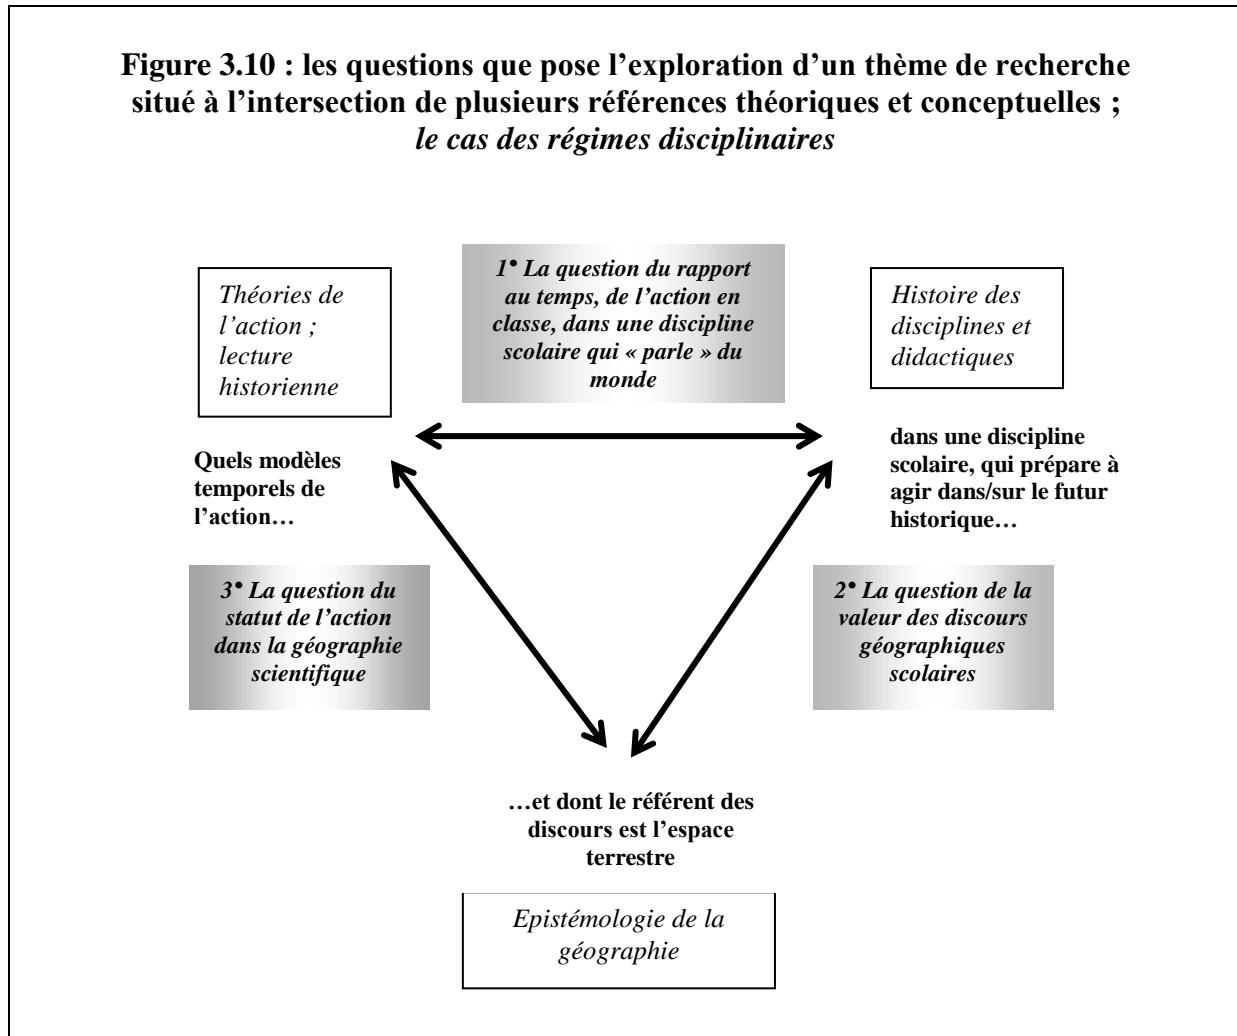 Figure 3.10 : les questions que pose l’exploration d’un thème de recherche
situé à l’intersection de plusieurs références théoriques et conceptuelles ;
le cas des régimes disciplinaires
Théories de
l’action ;
lecture
historienne
1° La question du rapport
au temps, de l’action en
classe, dans une discipline
scolaire qui « parle » du
monde
Histoire des
disciplines et
didactiques
Quels modèles
temporels de
l’action…
dans une discipline
scolaire, qui prépare à
agir dans/sur le futur
historique…
3° La question du
statut de l’action
dans la géographie
scientifique
2° La question de la
valeur des discours
géographiques
scolaires
…et dont le référent des
discours est l’espace
terrestre
Epistémologie de la
géographie